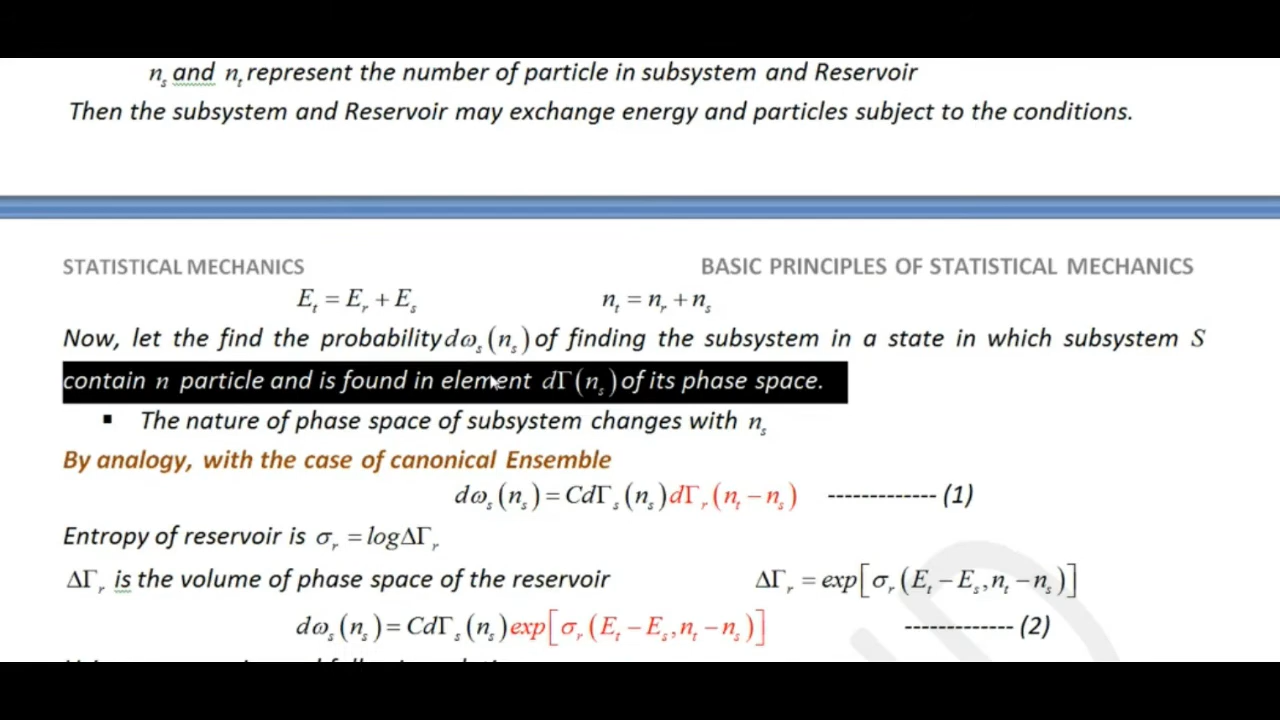 n_s and n_t represent the number of particle in subsystem and Reservoir
Then the subsystem and Reservoir may exchange energy and particles subject to the conditions.
STATISTICAL MECHANICS BASIC PRINCIPLES OF STATISTICAL MECHANICS
E_t = E_r + E_s n_t = n_r + n_s
Now, let the find the probability dω_s(n_s) of finding the subsystem in a state in which subsystem S
contain n particle and is found in element dΓ(n_s) of its phase space.
▪ The nature of phase space of subsystem changes with n_s
By analogy, with the case of canonical Ensemble
dω_s(n_s) = CdΓ_s(n_s)dΓ_r(n_t − n_s) ------------- (1)
Entropy of reservoir is σ_r = logΔΓ_r
ΔΓ_r is the volume of phase space of the reservoir ΔΓ_r = exp[σ_r(E_t − E_s, n_t − n_s)]
dω_s(n_s) = CdΓ_s(n_s)exp[σ_r(E_t − E_s, n_t − n_s)] ------------- (2)